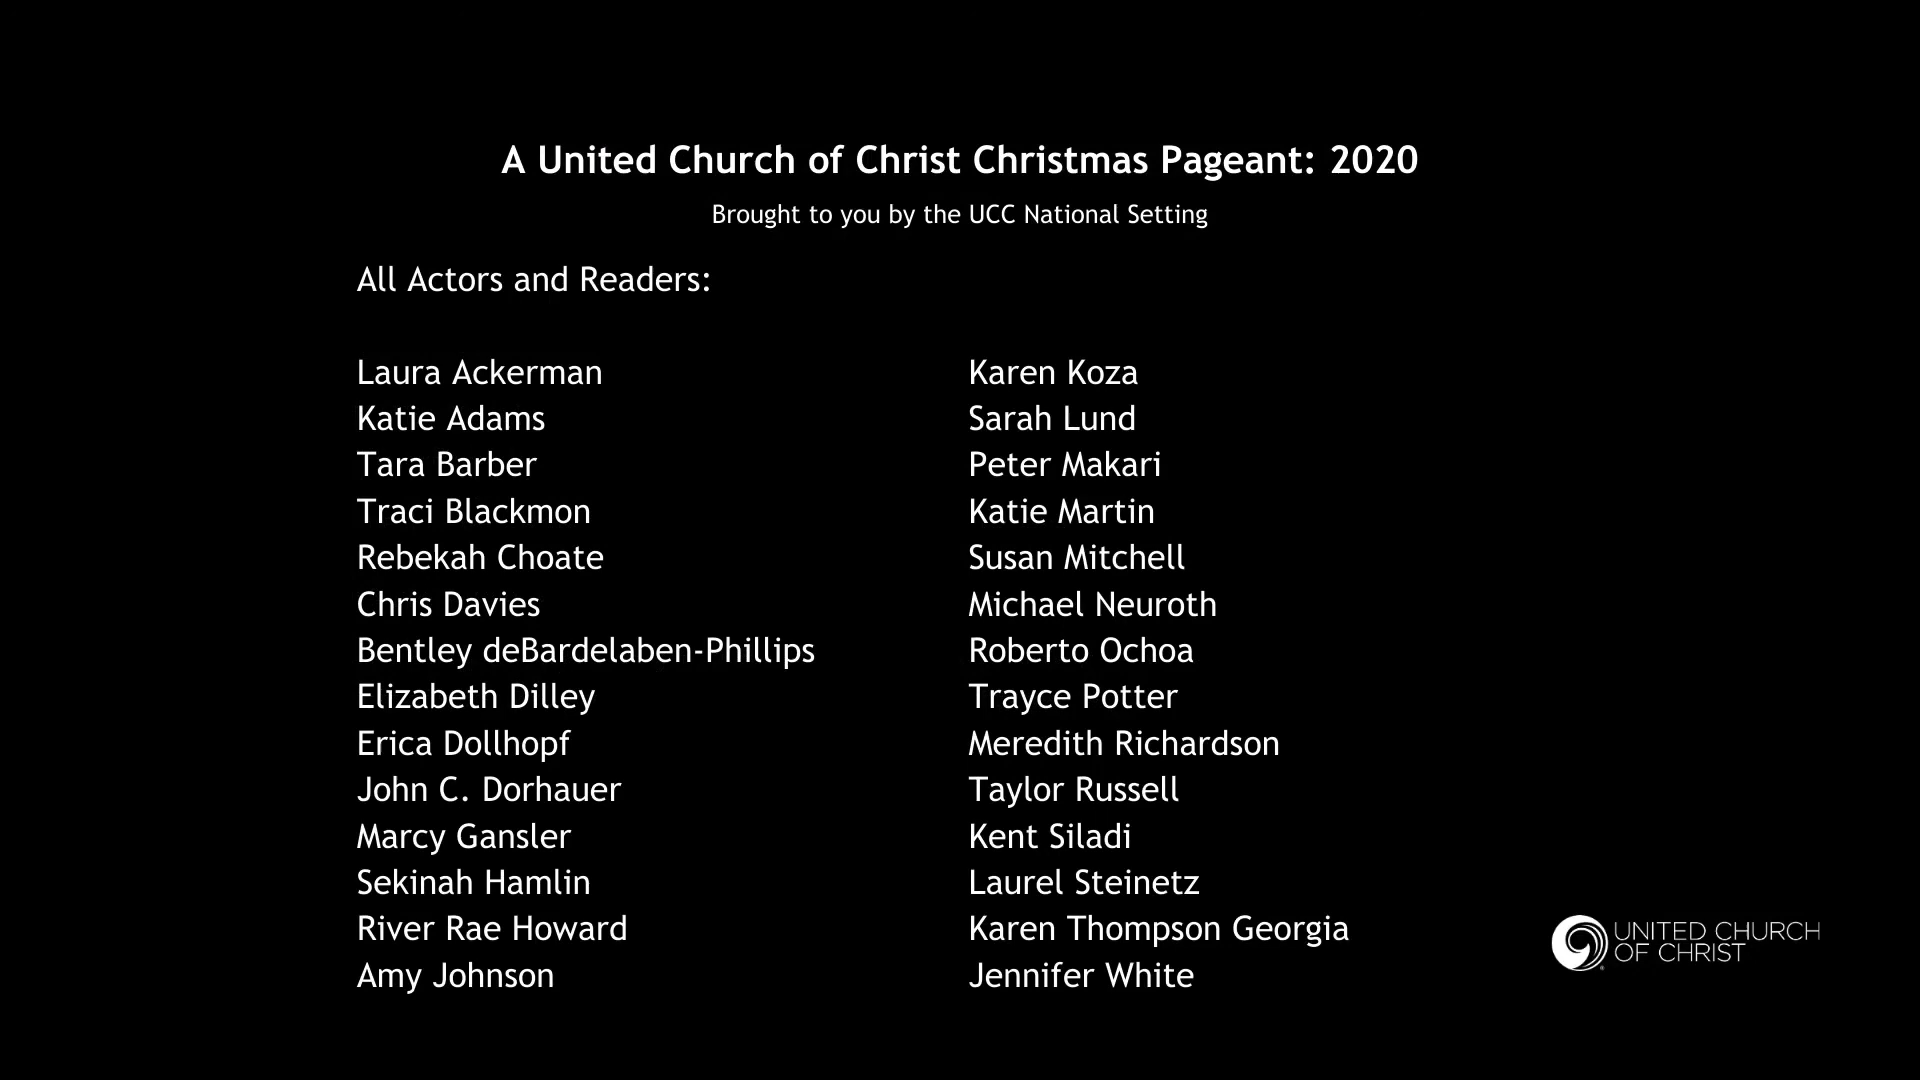 A United Church of Christ Christmas Pageant: 2020
Brought to you by the UCC National Setting
All Actors and Readers:
Laura Ackerman
Katie Adams
Tara Barber
Traci Blackmon
Rebekah Choate
Chris Davies
Bentley deBardelaben-Phillips
Elizabeth Dilley
Erica Dollhopf
John C. Dorhauer
Marcy Gansler
Sekinah Hamlin
River Rae Howard
Amy Johnson
Karen Koza
Sarah Lund
Peter Makari
Katie Martin
Susan Mitchell
Michael Neuroth
Roberto Ochoa
Trayce Potter
Meredith Richardson
Taylor Russell
Kent Siladi
Laurel Steinetz
Karen Thompson Georgia
Jennifer White
UNITED CHURCH
OF CHRIST